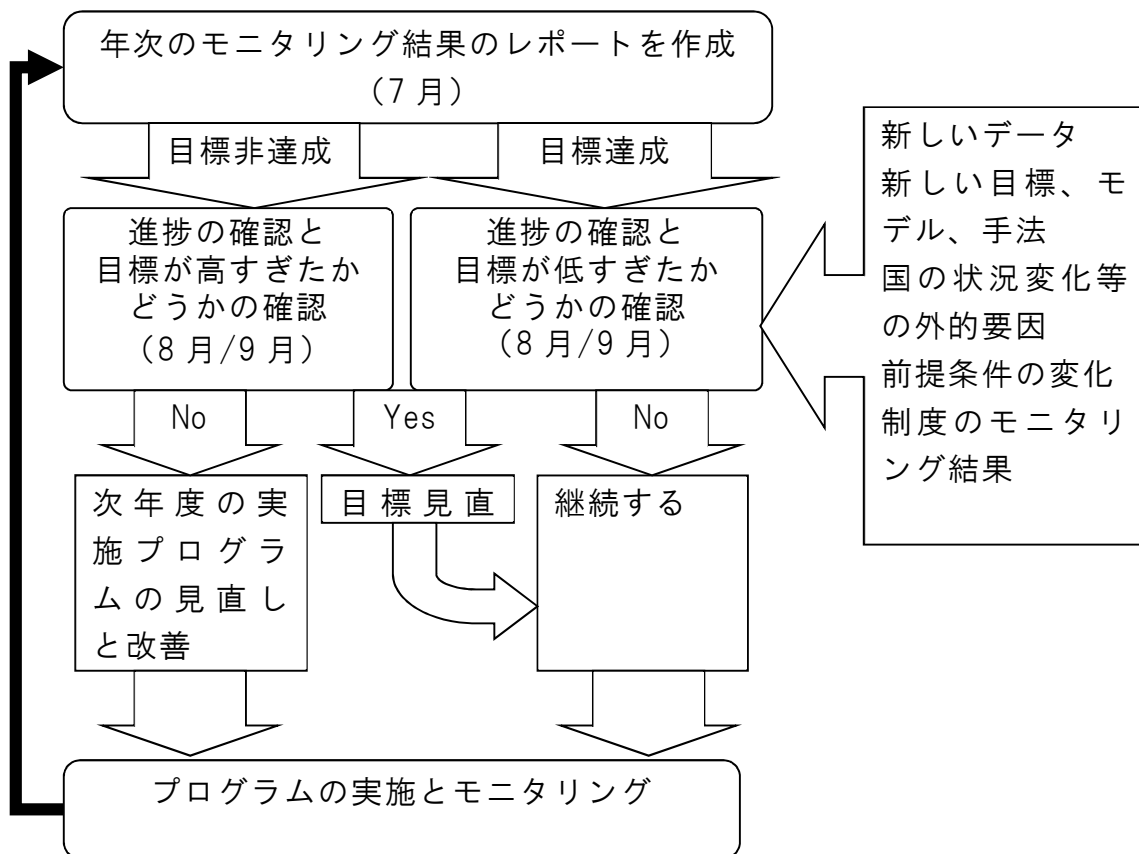 年次のモニタリング結果のレポートを作成
(7月)
目標非達成
目標達成
進捗の確認と
目標が高すぎたか
どうかの確認
(8月/9月)
進捗の確認と
目標が低すぎたか
どうかの確認
(8月/9月)
新しいデータ
新しい目標、モ
デル、手法
国の状況変化等
の外的要因
前提条件の変化
制度のモニタリ
ング結果
No
Yes
No
次年度の実
施プログラ
ムの見直し
と改善
目標見直
継続する
プログラムの実施とモニタリング